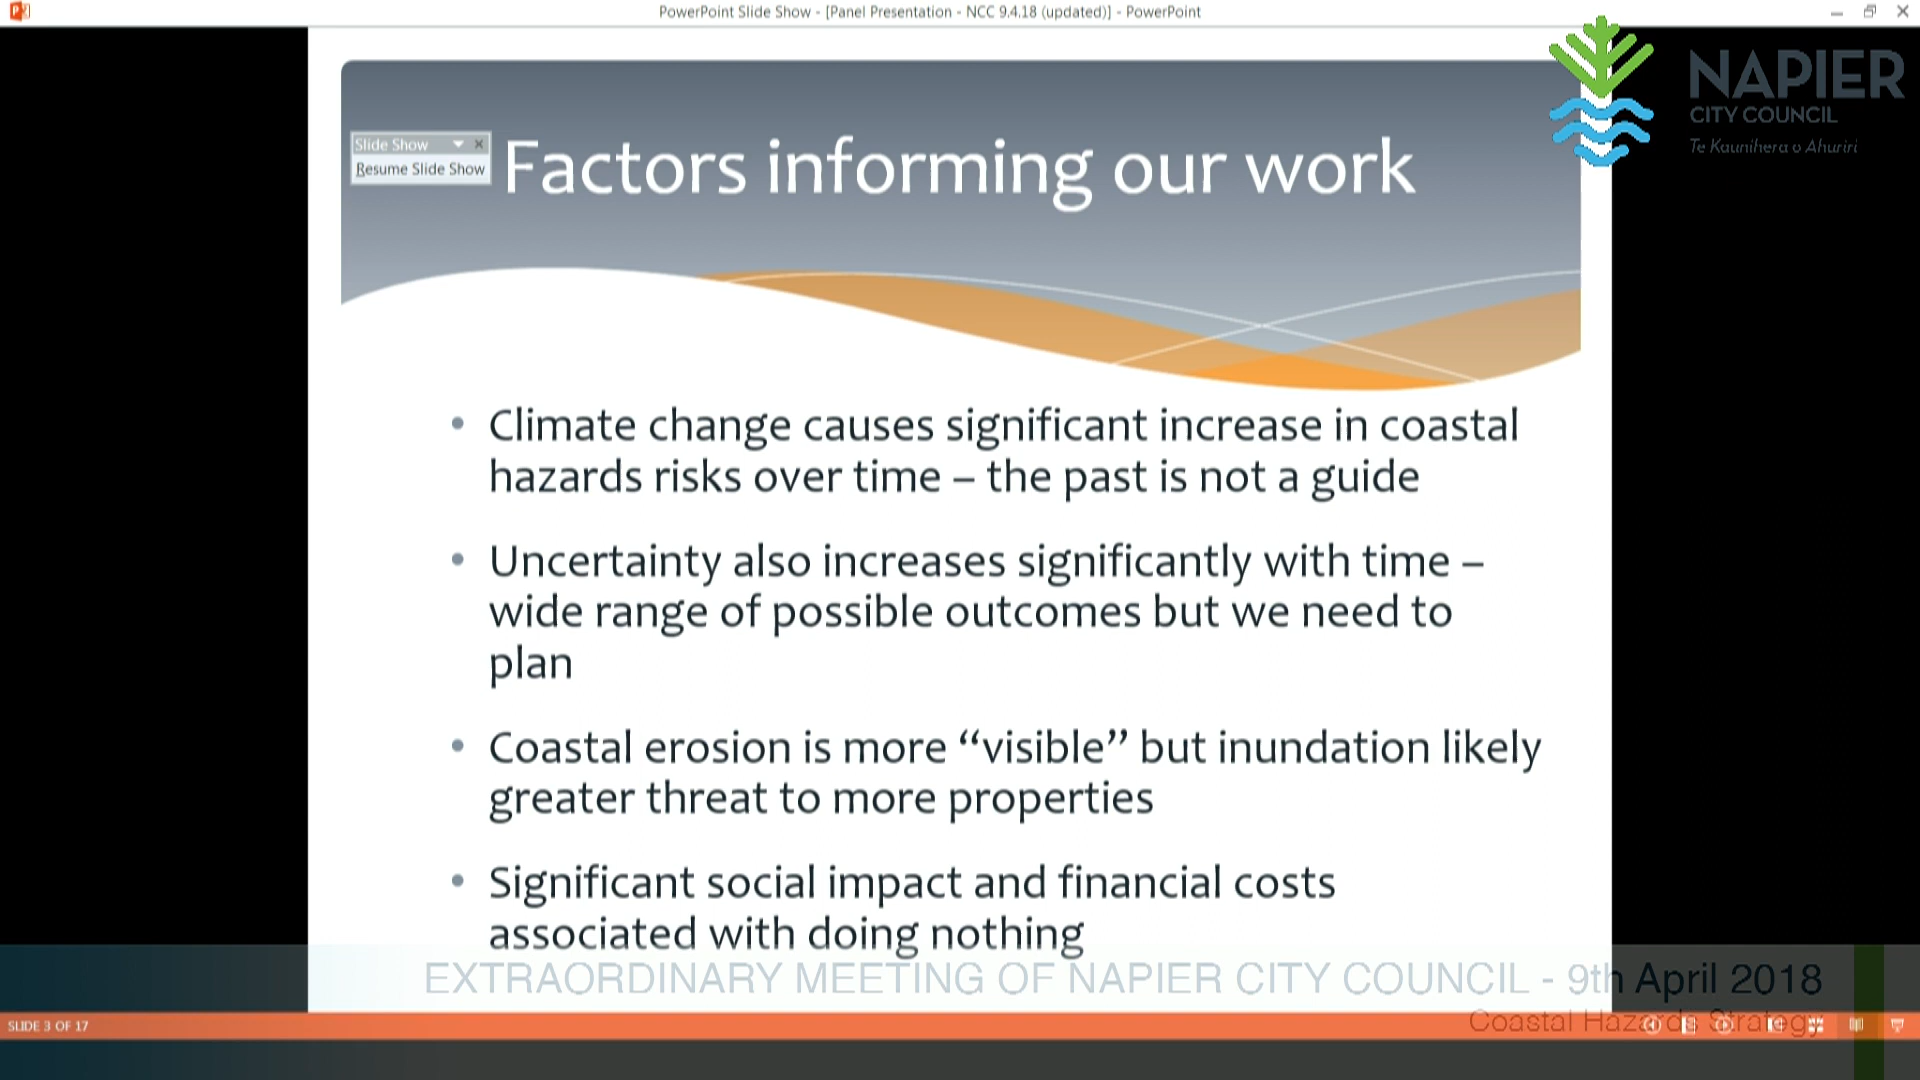 PowerPoint Slide Show - [Panel Presentation - NCC 9.4.18 (updated)] - PowerPoint
NAPIER
CITY COUNCIL
Te Kaunihera o Ahuriri
Slide Show
Resume Slide Show
Factors informing our work
• Climate change causes significant increase in coastal
hazards risks over time – the past is not a guide
• Uncertainty also increases significantly with time –
wide range of possible outcomes but we need to
plan
• Coastal erosion is more “visible” but inundation likely
greater threat to more properties
• Significant social impact and financial costs
associated with doing nothing
EXTRAORDINARY MEETING OF NAPIER CITY COUNCIL - 9th April 2018
SLIDE 3 OF 17
Coastal Hazards Strategy